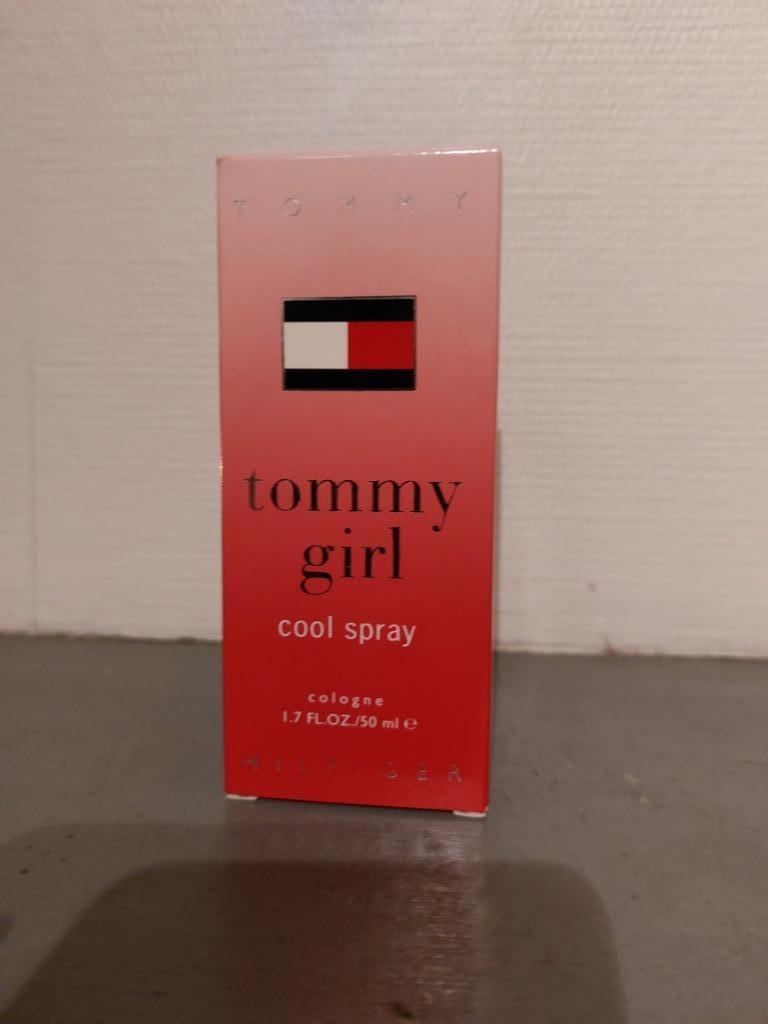 TOMMY
tommy
girl
cool spray
cologne
1.7 FL.OZ./50 ml ℮
HILFIGER